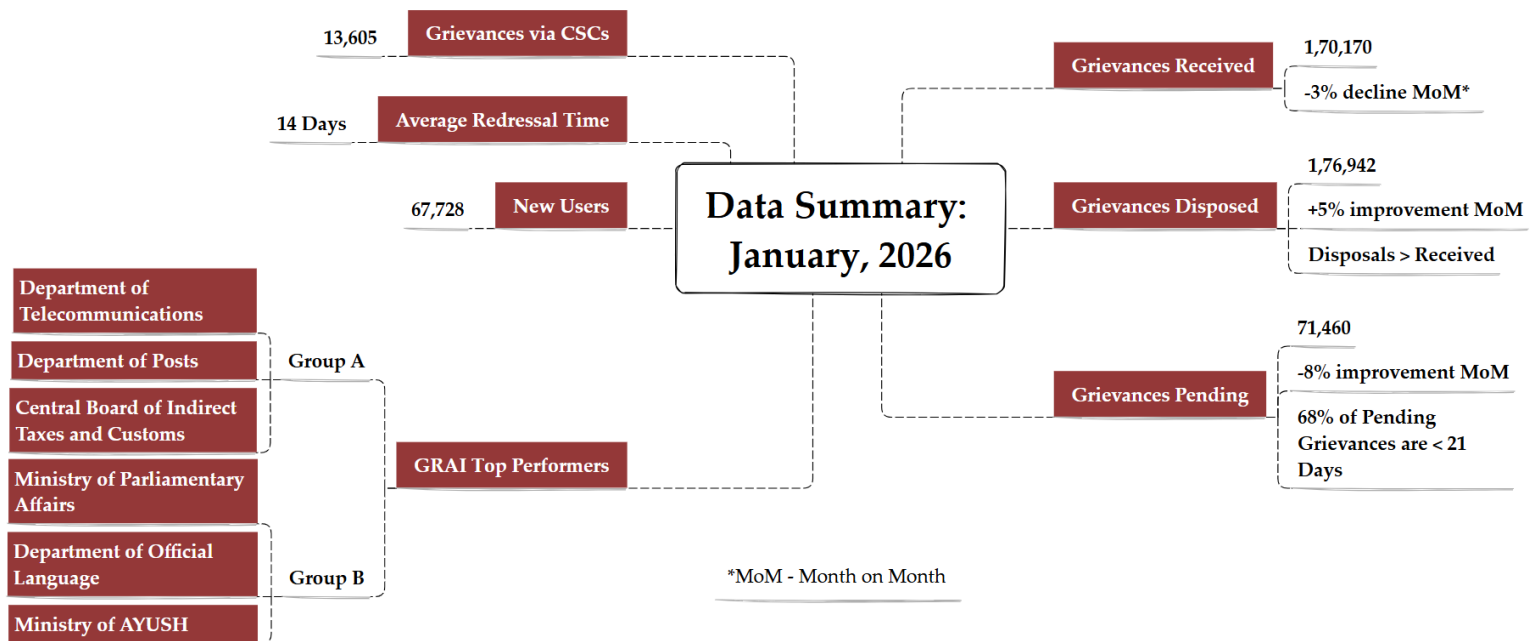 Data Summary:
January, 2026
Grievances via CSCs
13,605
Average Redressal Time
14 Days
New Users
67,728
GRAI Top Performers
Group A
Department of
Telecommunications
Department of Posts
Central Board of Indirect
Taxes and Customs
Group B
Ministry of Parliamentary
Affairs
Department of Official
Language
Ministry of AYUSH
Grievances Received
1,70,170
-3% decline MoM*
Grievances Disposed
1,76,942
+5% improvement MoM
Disposals > Received
Grievances Pending
71,460
-8% improvement MoM
68% of Pending
Grievances are < 21
Days
*MoM - Month on Month